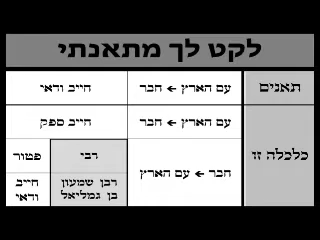 לקט לך מתאנתי
תאנים עם הארץ ← חבר חייב ודאי
כלכלה זו עם הארץ ← חבר חייב ספק
חבר ← עם הארץ רבי פטור
רבן שמעון בן גמליאל חייב ודאי